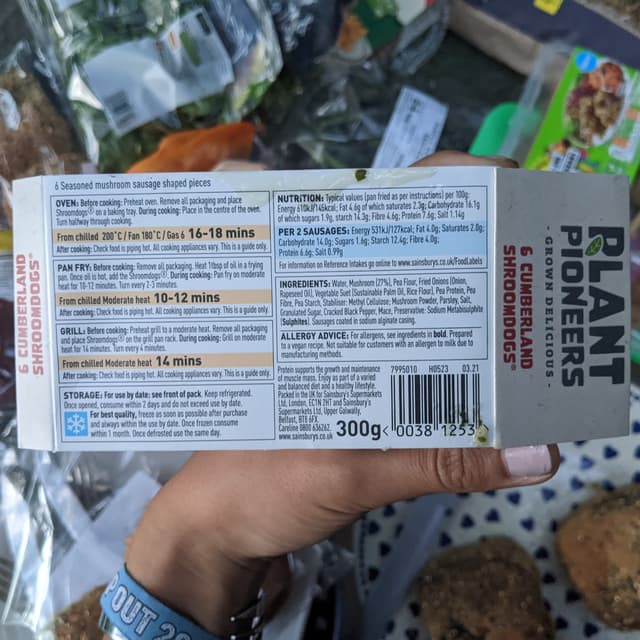 6 Seasoned mushroom sausage shaped pieces
OVEN: Before cooking: Preheat oven. Remove all packaging and place
Shroomdogs® on a baking tray. During cooking: Place in the centre of the oven.
Turn halfway through cooking.
From chilled 200°C / Fan 180°C / Gas 6 16-18 mins
After cooking: Check food is piping hot. All cooking appliances vary. This is a guide only.
PAN FRY: Before cooking: Remove all packaging. Heat 1tbsp of oil in a frying
pan. Once oil is hot, add the Shroomdogs®. During cooking: Pan fry on moderate
heat for 10-12 minutes. Turn every 2-3 minutes.
From chilled Moderate heat 10-12 mins
After cooking: Check food is piping hot. All cooking appliances vary. This is a guide only.
GRILL: Before cooking: Preheat grill to a moderate heat. Remove all packaging
and place Shroomdogs® on the grill pan rack. During cooking: Grill on moderate
heat for 14 minutes. Turn every 4 minutes.
From chilled Moderate heat 14 mins
After cooking: Check food is piping hot. All cooking appliances vary. This is a guide only.
STORAGE: For use by date: see front of pack. Keep refrigerated.
Once opened, consume within 2 days and do not exceed use by date.
For best quality, freeze as soon as possible after purchase
and always within the use by date. Once frozen consume
within 1 month. Once defrosted use the same day.
NUTRITION: Typical values (pan fried as per instructions) per 100g:
Energy 610kJ/145kcal; Fat 4.6g of which saturates 2.3g; Carbohydrate 16.1g
of which sugars 1.9g, starch 14.3g; Fibre 4.6g; Protein 7.6g; Salt 1.14g
PER 2 SAUSAGES: Energy 531kJ/127kcal; Fat 4.0g; Saturates 2.0g;
Carbohydrate 14.0g; Sugars 1.6g; Starch 12.4g; Fibre 4.0g;
Protein 6.6g; Salt 0.99g
For information on Reference Intakes go online to www.sainsburys.co.uk/FoodLabels
INGREDIENTS: Water, Mushroom (27%), Pea Flour, Fried Onions (Onion,
Rapeseed Oil), Vegetable Suet (Sustainable Palm Oil, Rice Flour), Pea Protein, Pea
Fibre, Pea Starch, Stabiliser: Methyl Cellulose; Mushroom Powder, Parsley, Salt,
Granulated Sugar, Cracked Black Pepper, Mace, Preservative: Sodium Metabisulphite
(Sulphites). Sausages coated in sodium alginate casing.
ALLERGY ADVICE: For allergens, see ingredients in bold. Prepared
to a vegan recipe. Not suitable for customers with an allergen to milk due to
manufacturing methods.
Protein supports the growth and maintenance
of muscle mass. Enjoy as part of a varied
and balanced diet and a healthy lifestyle.
Packed in the UK for Sainsbury's Supermarkets
Ltd, London, EC1N 2HT and Sainsbury's
Supermarkets Ltd, Upper Galwally,
Belfast, BT8 6FX.
Careline 0800 636262.
www.sainsburys.co.uk
7995010 H0523 03.21
300g
0038 1253
6 CUMBERLAND
SHROOMDOGS®
PLANT
PIONEERS
- GROWN DELICIOUS -
6 CUMBERLAND
SHROOMDOGS®
OUT 20